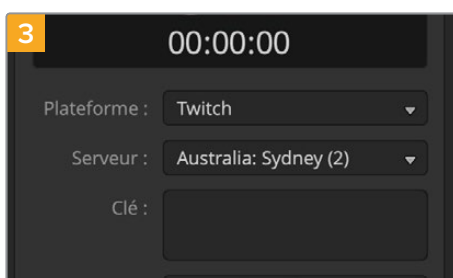 3
00:00:00
Plateforme : Twitch
Serveur : Australia: Sydney (2)
Clé :